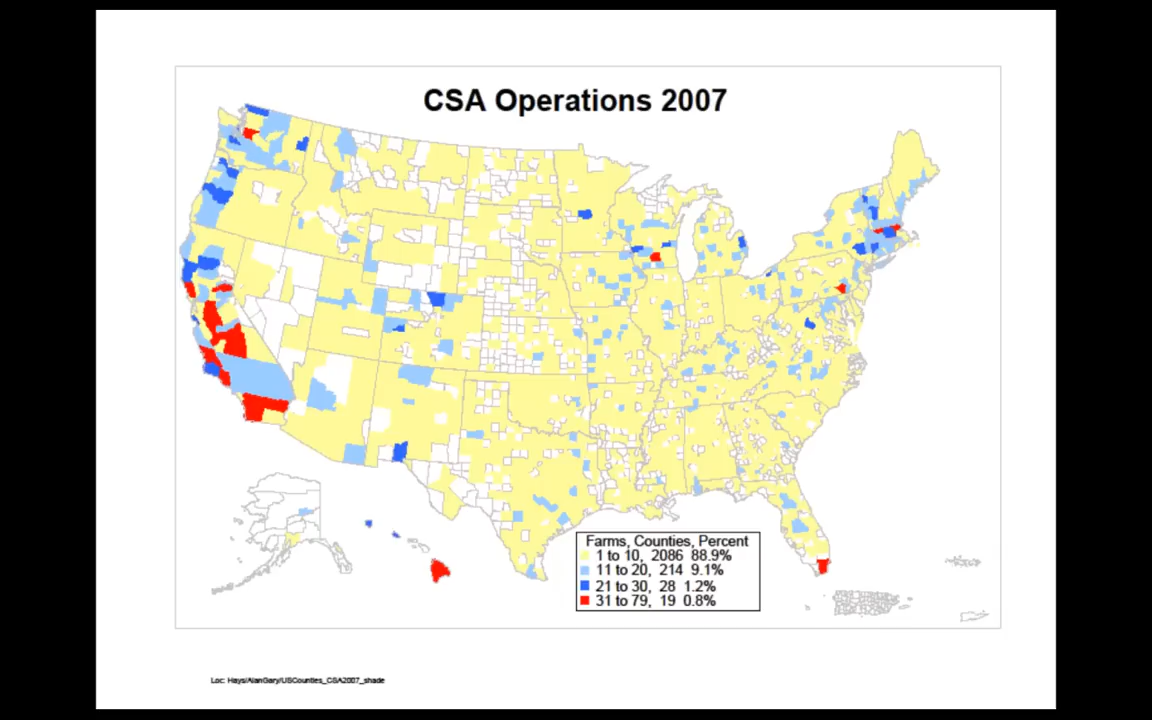 CSA Operations 2007
Farms, Counties, Percent
1 to 10, 2086 88.9%
11 to 20, 214 9.1%
21 to 30, 28 1.2%
31 to 79, 19 0.8%
Loc: Hays/AlanGary/USCounties_CSA2007_shade